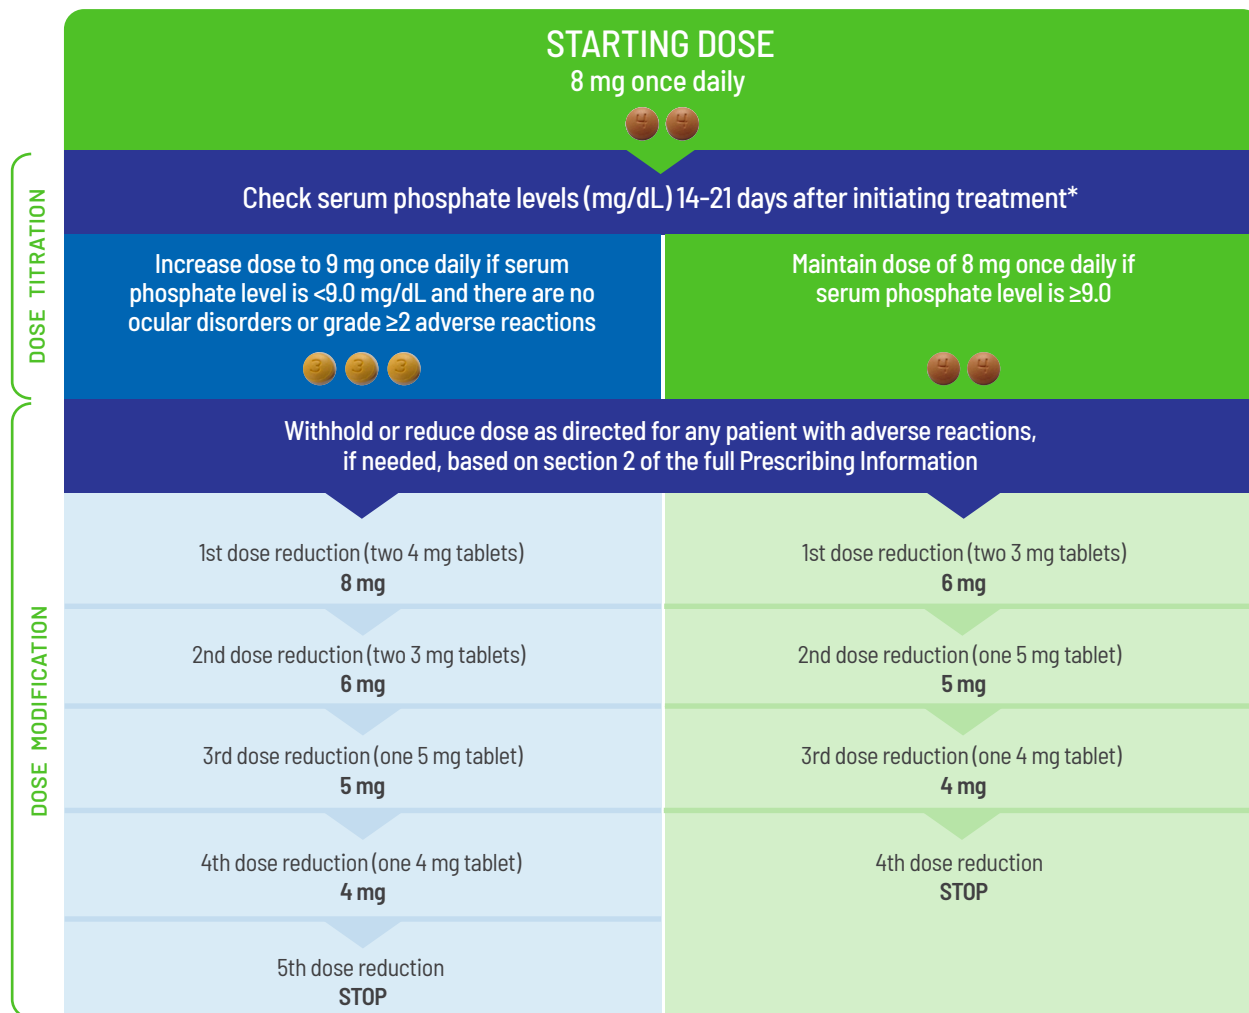 STARTING DOSE
8 mg once daily
4 4
DOSE TITRATION
Check serum phosphate levels (mg/dL) 14-21 days after initiating treatment*
Increase dose to 9 mg once daily if serum
phosphate level is <9.0 mg/dL and there are no
ocular disorders or grade ≥2 adverse reactions
3 3 3
Maintain dose of 8 mg once daily if
serum phosphate level is ≥9.0
4 4
DOSE MODIFICATION
Withhold or reduce dose as directed for any patient with adverse reactions,
if needed, based on section 2 of the full Prescribing Information
1st dose reduction (two 4 mg tablets)
8 mg
2nd dose reduction (two 3 mg tablets)
6 mg
3rd dose reduction (one 5 mg tablet)
5 mg
4th dose reduction (one 4 mg tablet)
4 mg
5th dose reduction
STOP
1st dose reduction (two 3 mg tablets)
6 mg
2nd dose reduction (one 5 mg tablet)
5 mg
3rd dose reduction (one 4 mg tablet)
4 mg
4th dose reduction
STOP